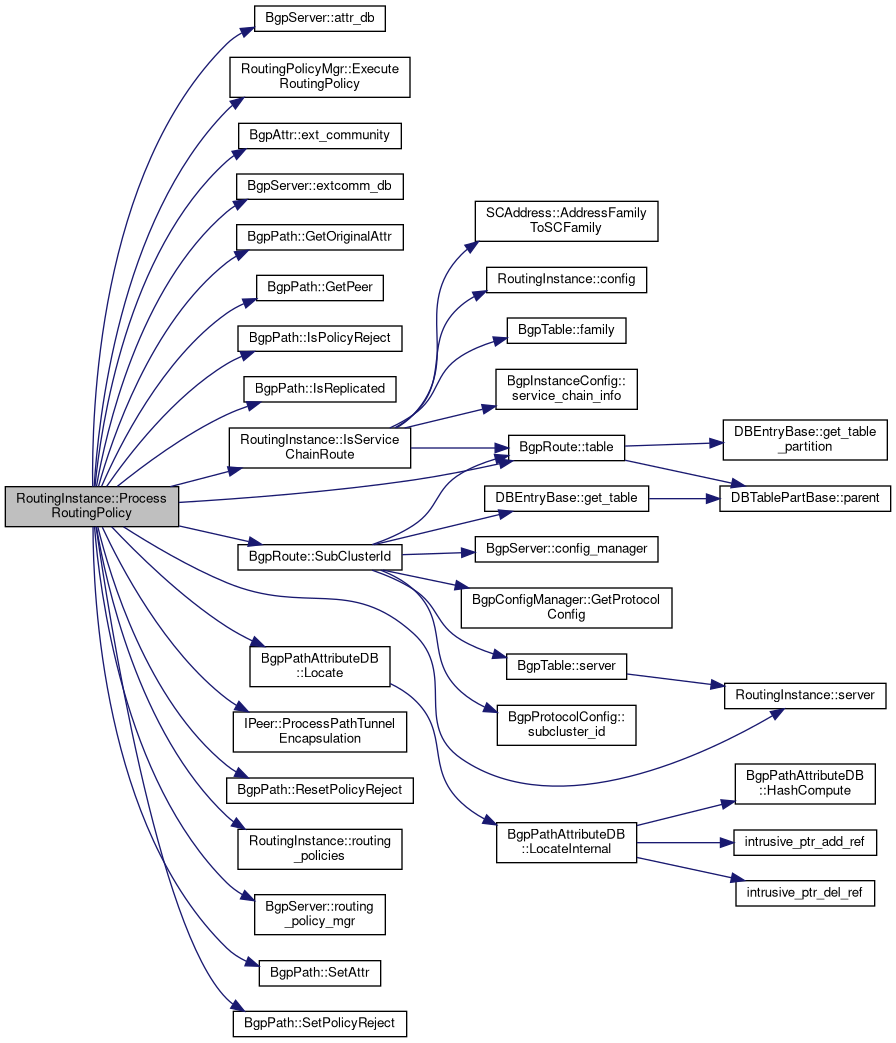 RoutingInstance::Process
RoutingPolicy
BgpServer::attr_db
RoutingPolicyMgr::Execute
RoutingPolicy
BgpAttr::ext_community
BgpServer::extcomm_db
BgpPath::GetOriginalAttr
BgpPath::GetPeer
BgpPath::IsPolicyReject
BgpPath::IsReplicated
RoutingInstance::IsService
ChainRoute
BgpRoute::SubClusterId
BgpPathAttributeDB
::Locate
IPeer::ProcessPathTunnel
Encapsulation
BgpPath::ResetPolicyReject
RoutingInstance::routing
_policies
BgpServer::routing
_policy_mgr
BgpPath::SetAttr
BgpPath::SetPolicyReject
SCAddress::AddressFamily
ToSCFamily
RoutingInstance::config
BgpTable::family
BgpInstanceConfig::
service_chain_info
BgpRoute::table
DBEntryBase::get_table
BgpServer::config_manager
BgpConfigManager::GetProtocol
Config
BgpTable::server
BgpProtocolConfig::
subcluster_id
BgpPathAttributeDB
::LocateInternal
DBEntryBase::get_table
_partition
DBTablePartBase::parent
RoutingInstance::server
BgpPathAttributeDB
::HashCompute
intrusive_ptr_add_ref
intrusive_ptr_del_ref